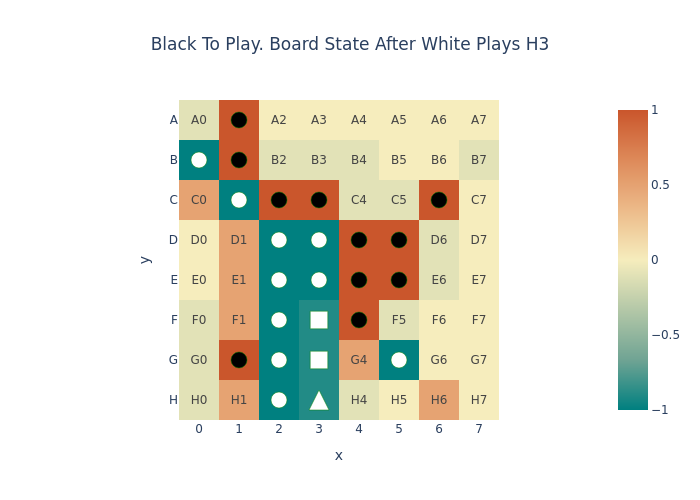 Black To Play. Board State After White Plays H3
A A0 A2 A3 A4 A5 A6 A7
B B2 B3 B4 B5 B6 B7
C C0 C4 C5 C7
D D0 D1 D6 D7
E E0 E1 E6 E7
F F0 F1 F5 F6 F7
G G0 G4 G6 G7
H H0 H1 H4 H5 H6 H7
0 1 2 3 4 5 6 7
x
y
1
0.5
0
−0.5
−1